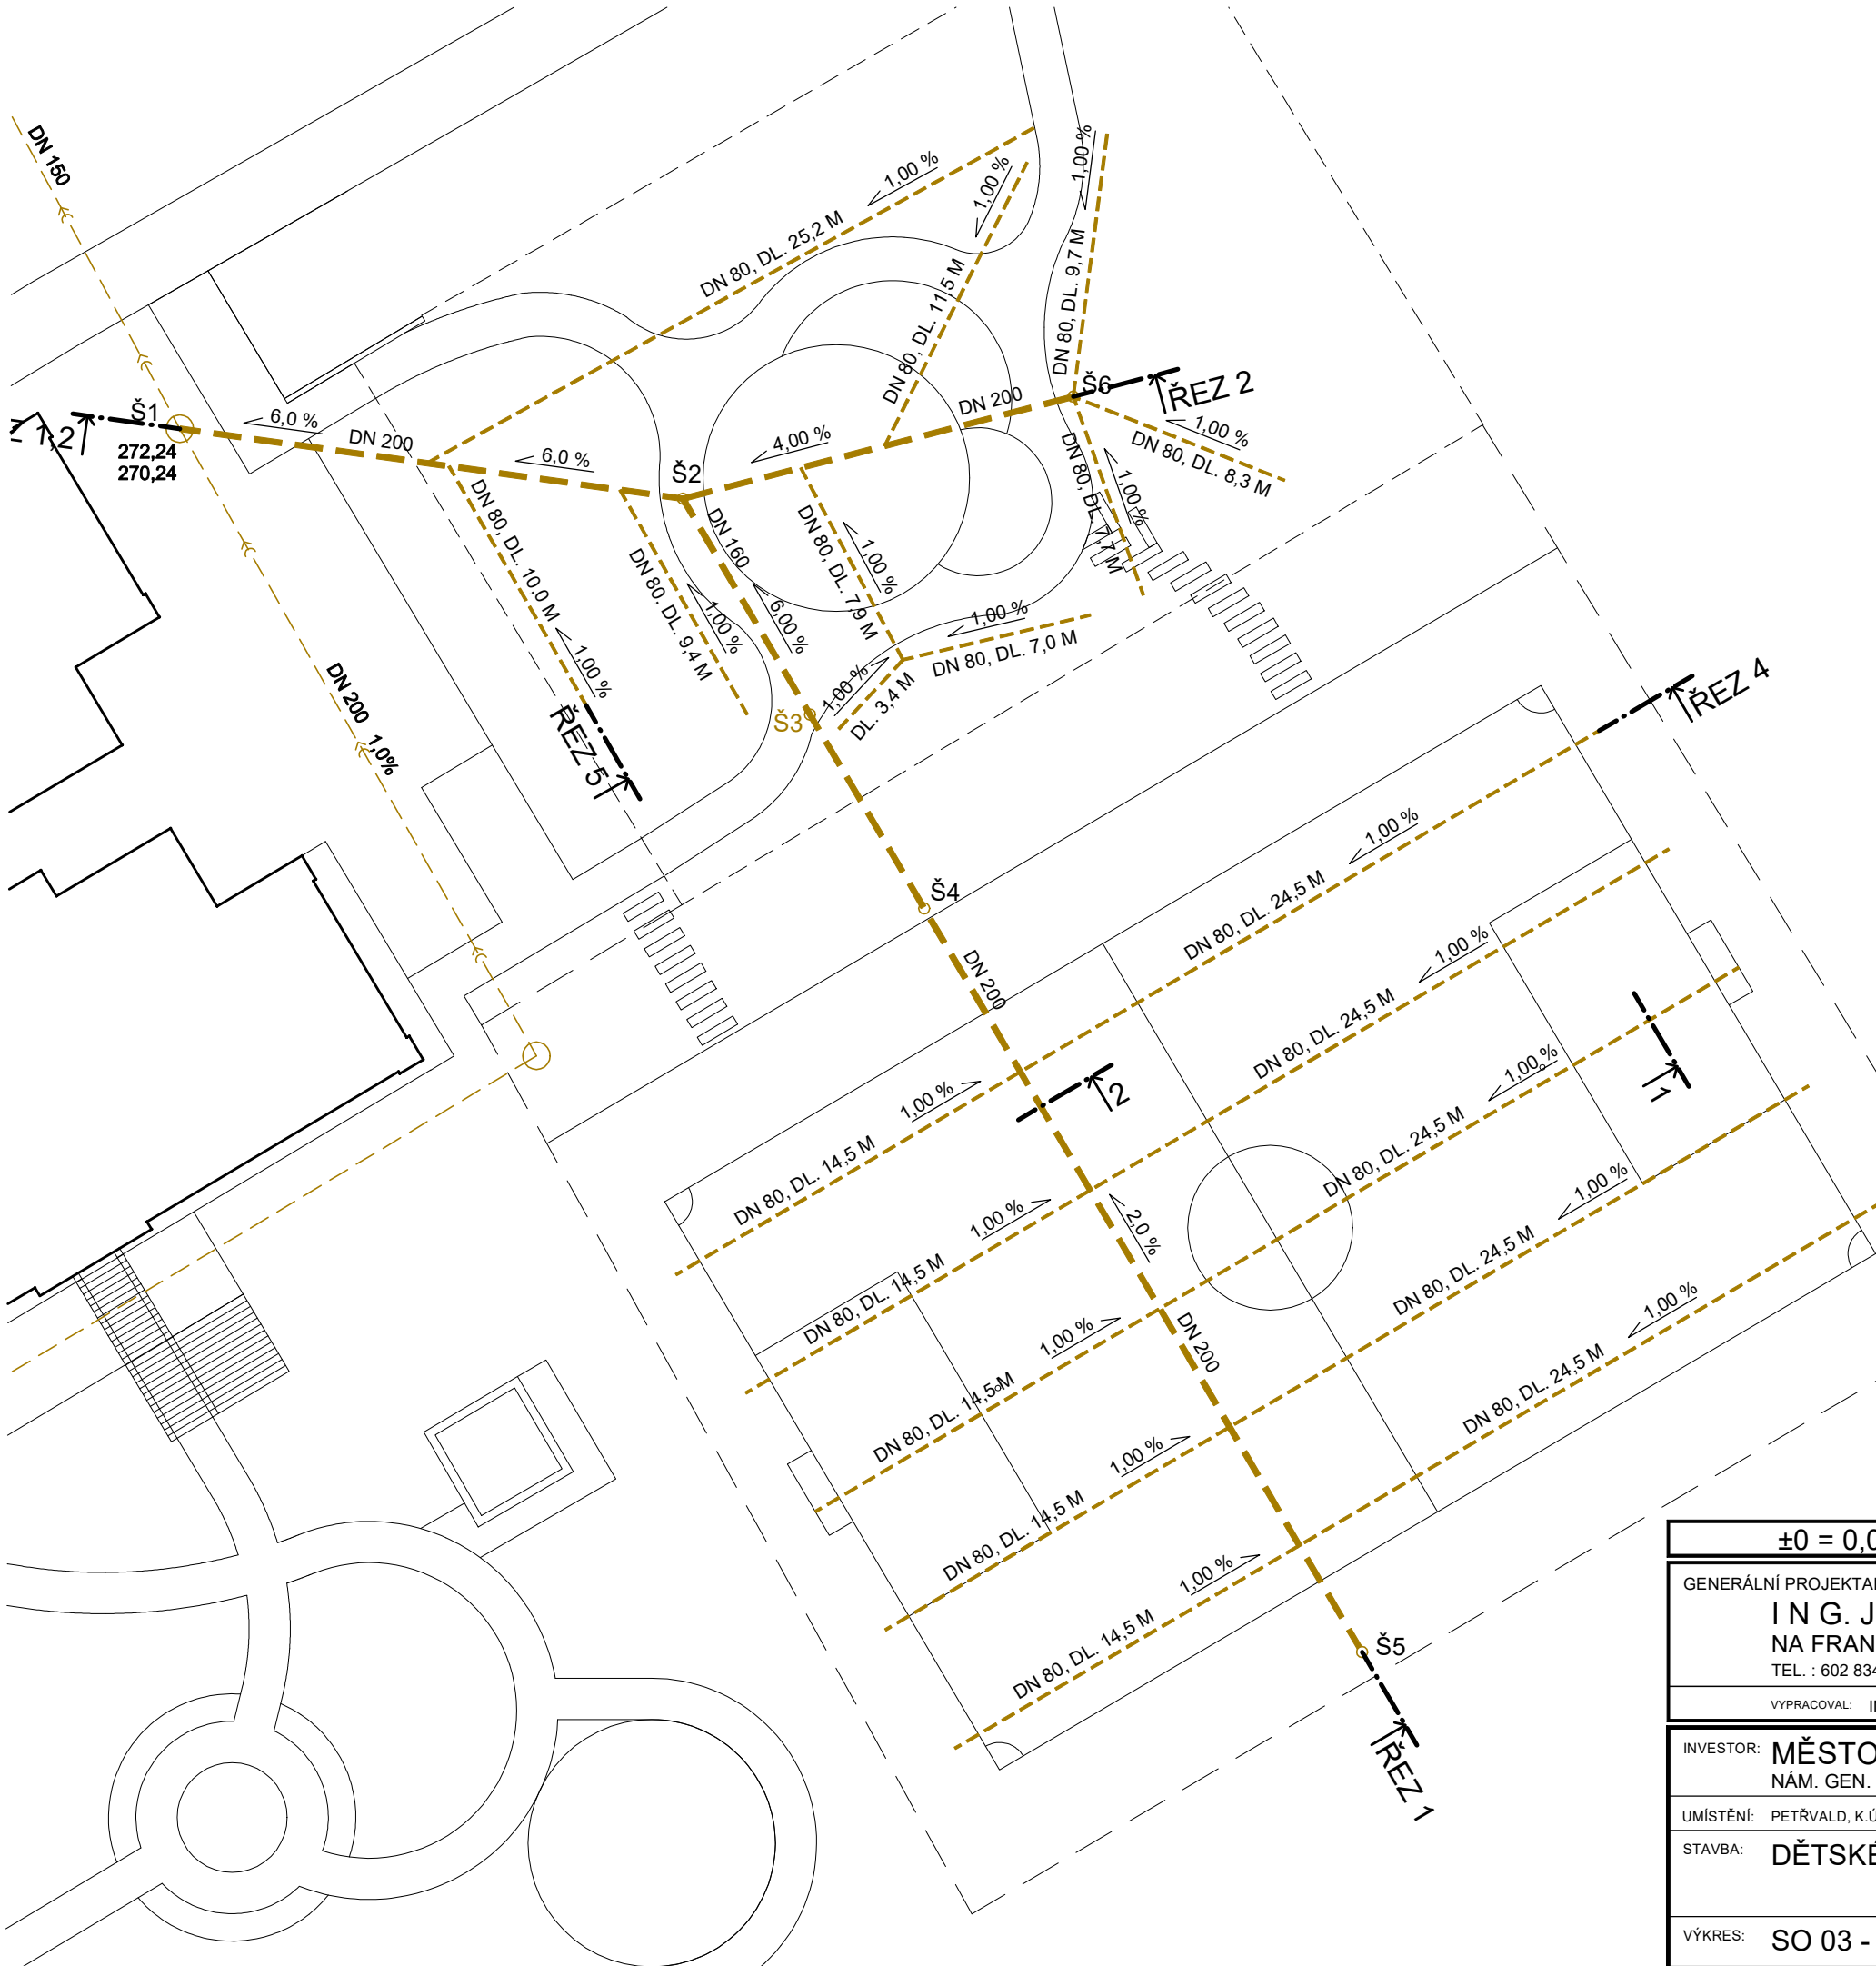 DN 150
1,00 %
1,00 %
1,00 %
DN 80, DL. 25,2 M
DN 80, DL. 11,5 M
DN 80, DL. 9,7 M
Š1
272,24
270,24
6,0 %
DN 200
6,0 %
Š2
4,00 %
DN 200
Š6
ŘEZ 2
1,00 %
DN 80, DL. 8,3 M
DN 80, DL. 7,7 M
1,00 %
DN 80, DL. 10,0 M
1,00 %
DN 80, DL. 9,4 M
1,00 %
DN 160
6,00 %
DN 80, DL. 7,9 M
1,00 %
1,00 %
DN 80, DL. 7,0 M
1,00 %
DL. 3,4 M
Š3
ŘEZ 5
DN 200
1,0%
ŘEZ 4
Š4
DN 200
1,00 %
DN 80, DL. 24,5 M
1,00 %
DN 80, DL. 24,5 M
1,00 %
DN 80, DL. 24,5 M
1,00 %
DN 80, DL. 24,5 M
1,00 %
DN 80, DL. 24,5 M
2
1
1,00 %
DN 80, DL. 14,5 M
1,00 %
DN 80, DL. 14,5 M
1,00 %
DN 80, DL. 14,5 M
1,00 %
DN 80, DL. 14,5 M
1,00 %
DN 80, DL. 14,5 M
2,0 %
DN 200
Š5
ŘEZ 1
±0 = 0,0
GENERÁLNÍ PROJEKTA
I N G. J
NA FRAN
TEL. : 602 834
VYPRACOVAL:
INVESTOR: MĚSTO
NÁM. GEN.
UMÍSTĚNÍ: PETŘVALD, K.Ú
STAVBA: DĚTSKÉ
VÝKRES: SO 03 -